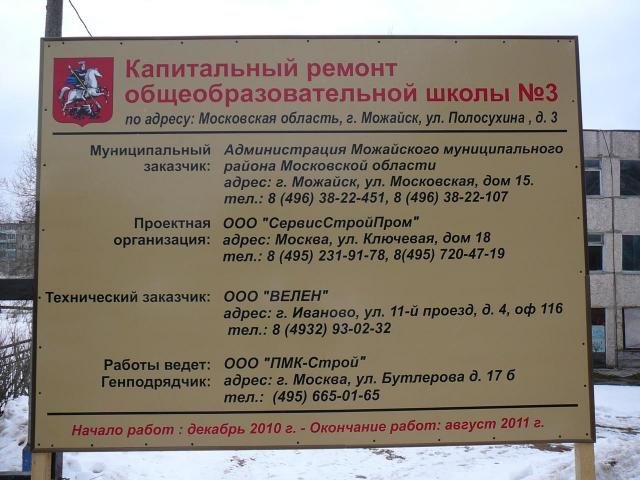 Капитальный ремонт
общеобразовательной школы №3
по адресу: Московская область, г. Можайск, ул. Полосухина , д. 3
Муниципальный заказчик: Администрация Можайского муниципального
района Московской области
адрес: г. Можайск, ул. Московская, дом 15.
тел.: 8 (496) 38-22-451, 8 (496) 38-22-107
Проектная организация: ООО "СервисСтройПром"
адрес: Москва, ул. Ключевая, дом 18
тел.: 8 (495) 231-91-78, 8(495) 720-47-19
Технический заказчик: ООО "ВЕЛЕН"
адрес: г. Иваново, ул. 11-й проезд, д. 4, оф 116
тел.: 8 (4932) 93-02-32
Работы ведет: ООО "ПМК-Строй"
Генподрядчик: адрес: г. Москва, ул. Бутлерова д. 17 б
тел.: (495) 665-01-65
Начало работ : декабрь 2010 г. - Окончание работ: август 2011 г.